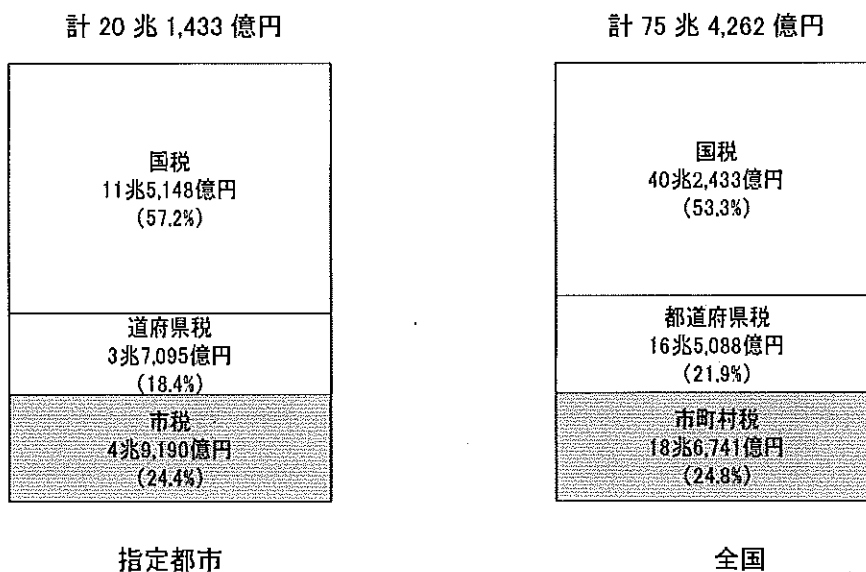 計 20 兆 1,433 億円
国税
11兆5,148億円
(57.2%)
道府県税
3兆7,095億円
(18.4%)
市税
4兆9,190億円
(24.4%)
指定都市
計 75 兆 4,262 億円
国税
40兆2,433億円
(53.3%)
都道府県税
16兆5,088億円
(21.9%)
市町村税
18兆6,741億円
(24.8%)
全国